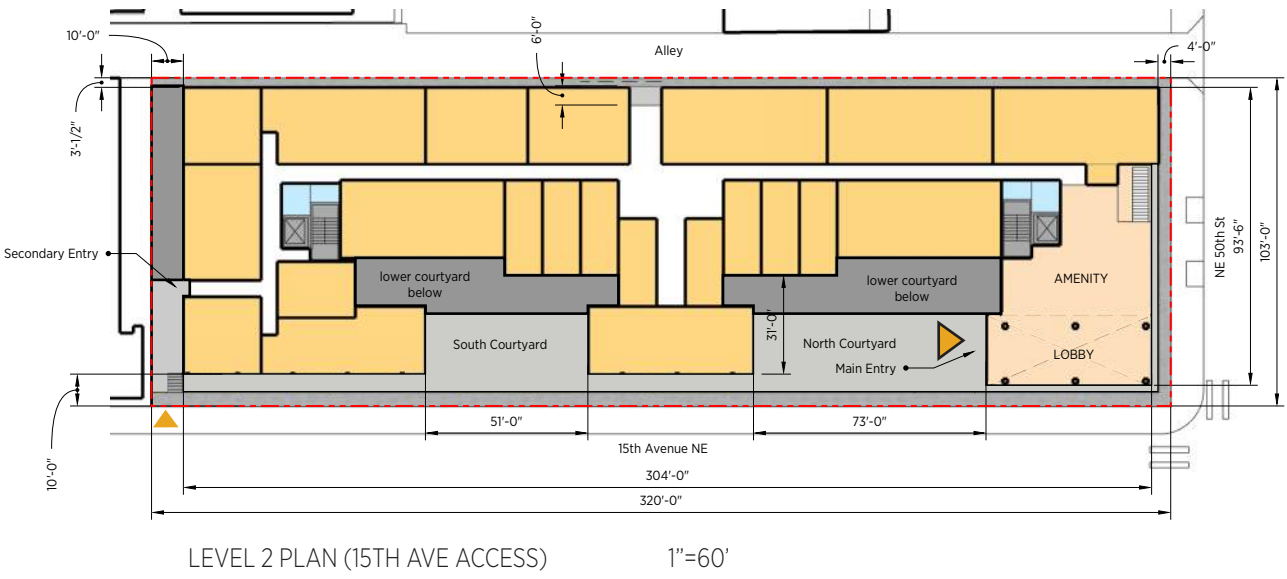 10'-0"
6'-0"
Alley
4'-0"
3'-1/2"
Secondary Entry
lower courtyard
below
lower courtyard
below
AMENITY
NE 50th St
93'-6"
103'-0"
South Courtyard
31'-0"
North Courtyard
Main Entry
LOBBY
10'-0"
51'-0"
73'-0"
15th Avenue NE
304'-0"
320'-0"
LEVEL 2 PLAN (15TH AVE ACCESS)
1”=60’